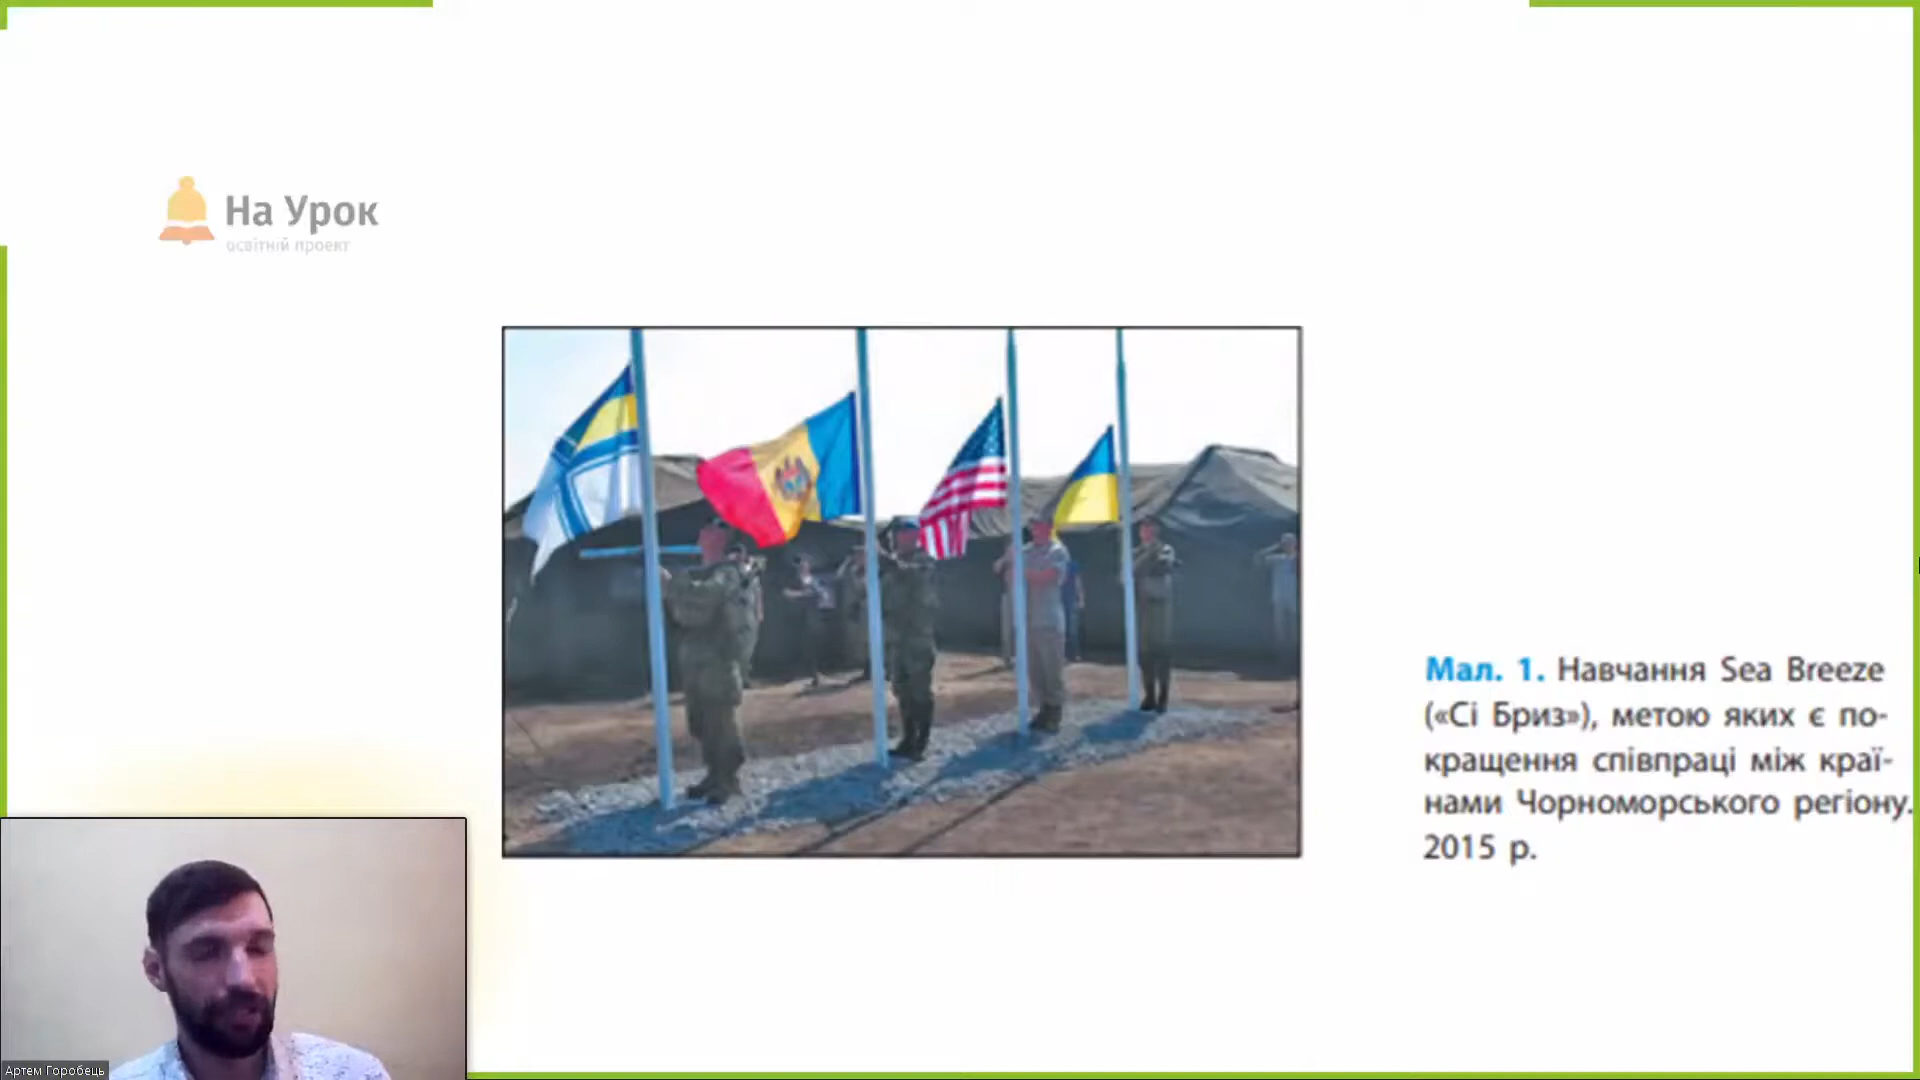 На Урок
освітній проект
Мал. 1. Навчання Sea Breeze
(«Сі Бриз»), метою яких є по-
кращення співпраці між краї-
нами Чорноморського регіону.
2015 р.
Артем Горобець